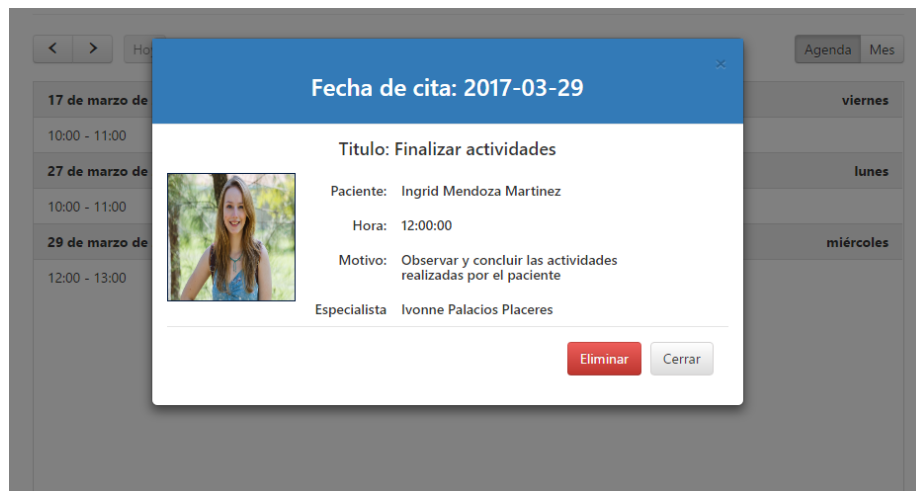 Ho
Agenda Mes
Fecha de cita: 2017-03-29
×
17 de marzo de
viernes
10:00 - 11:00
Titulo: Finalizar actividades
27 de marzo de
lunes
Paciente: Ingrid Mendoza Martinez
10:00 - 11:00
Hora: 12:00:00
29 de marzo de
miércoles
Motivo: Observar y concluir las actividades
realizadas por el paciente
12:00 - 13:00
Especialista Ivonne Palacios Placeres
Eliminar Cerrar